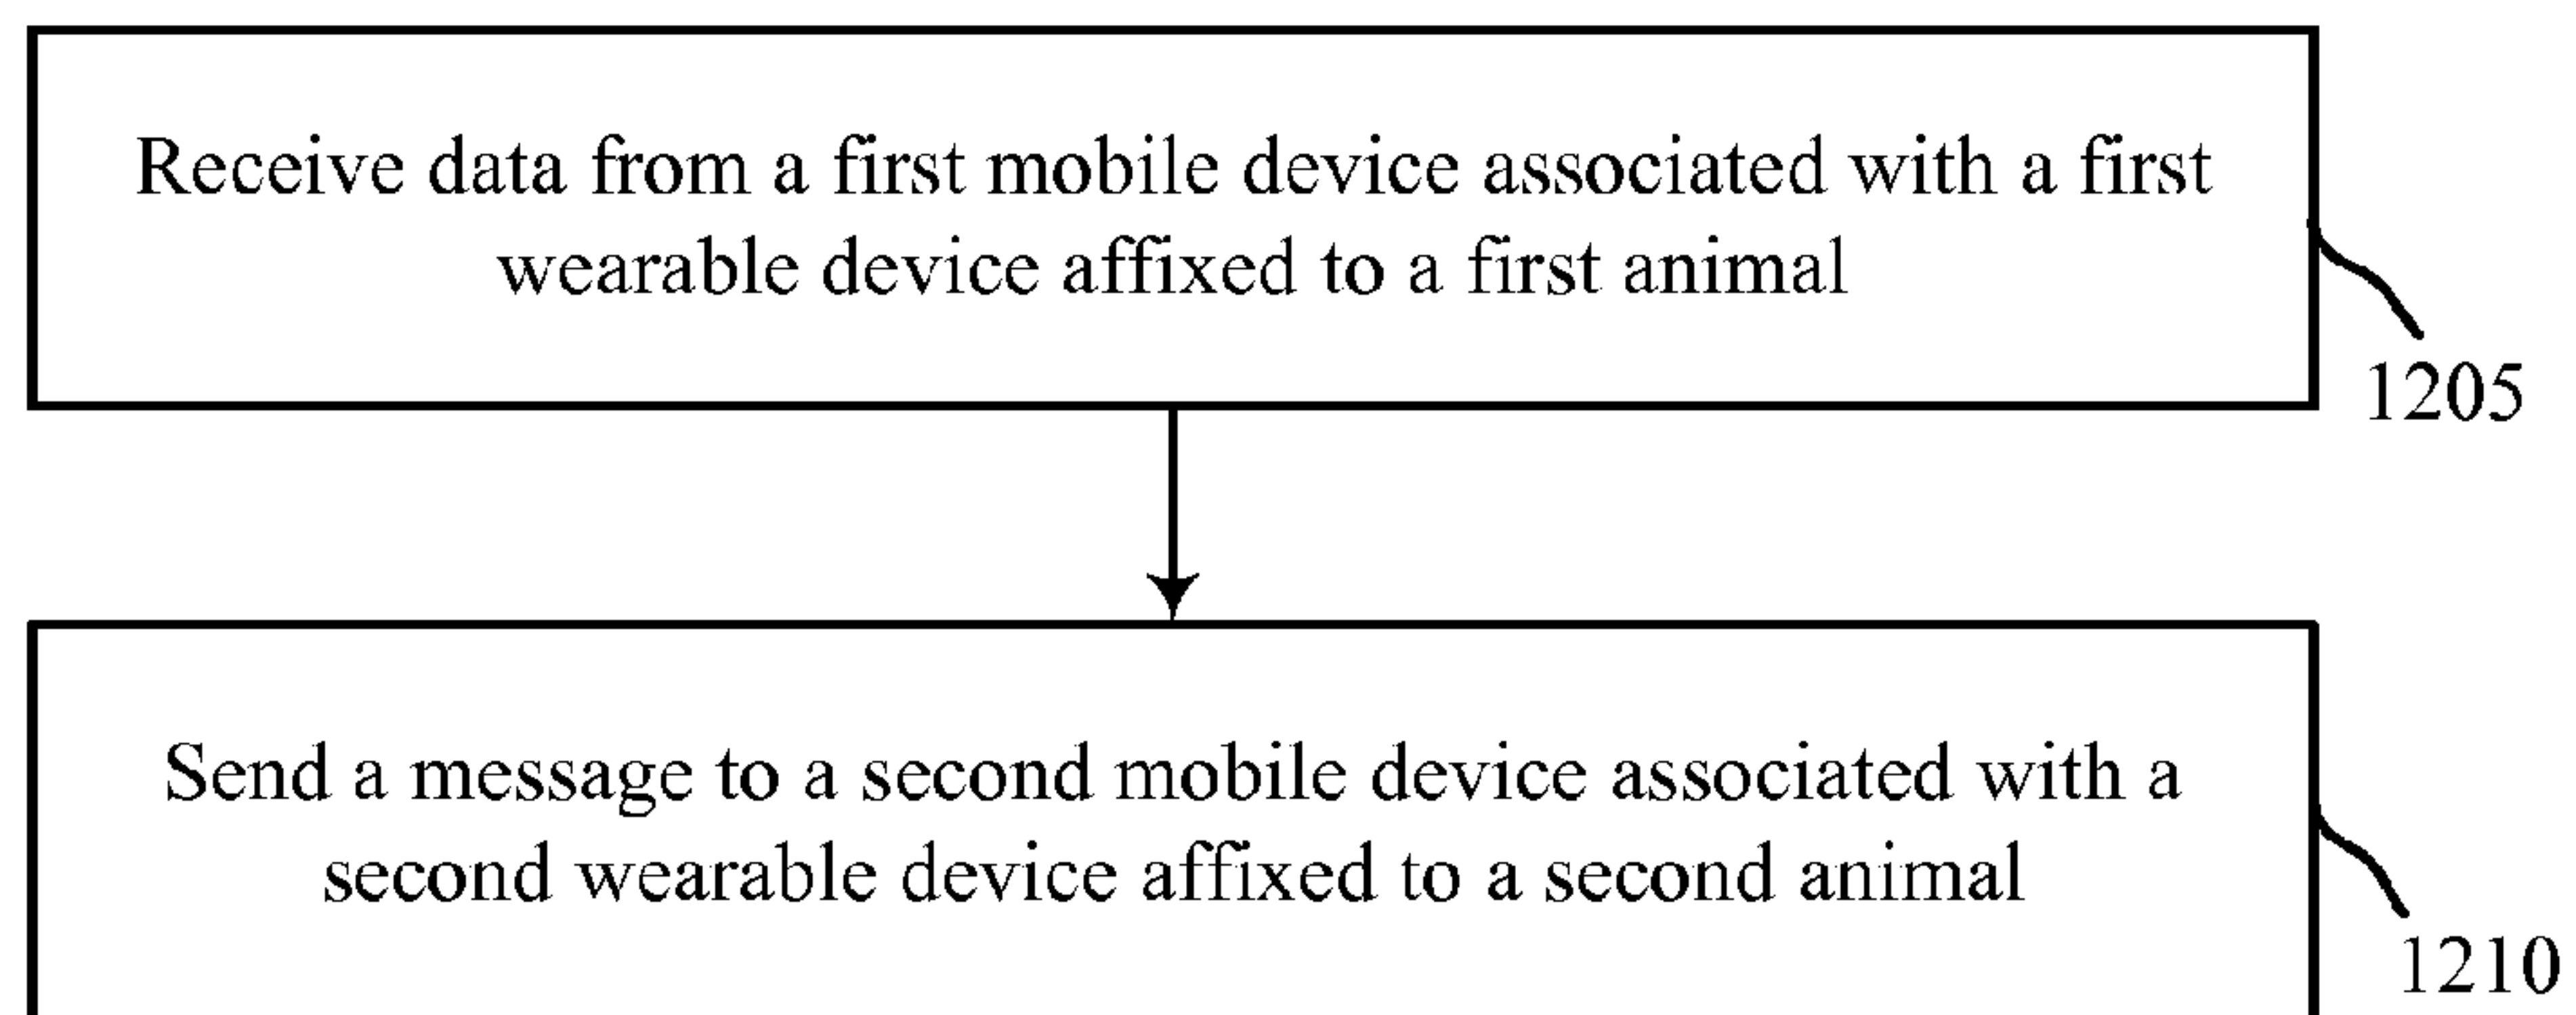 Receive data from a first mobile device associated with a first
wearable device affixed to a first animal
1205
Send a message to a second mobile device associated with a
second wearable device affixed to a second animal
1210